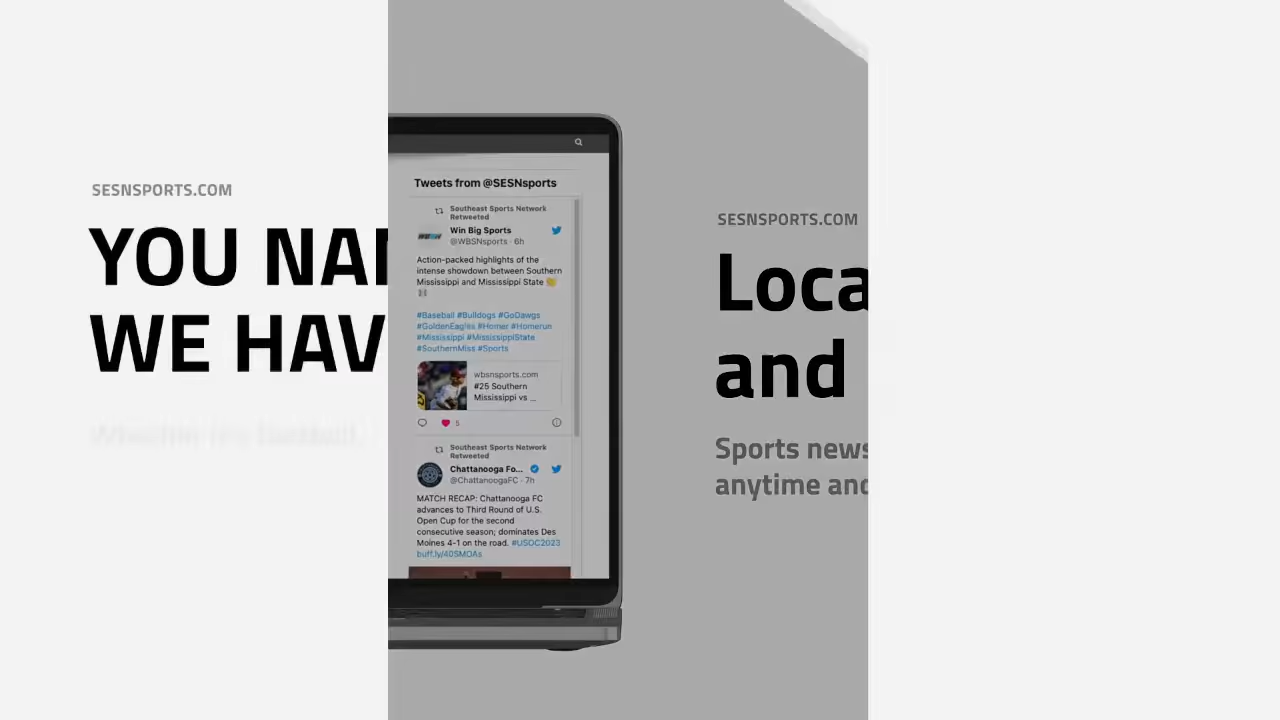 SESNSPORTS.COM
YOU NAM
WE HAV
Tweets from @SESNsports
Southeast Sports Network
Retweeted
Win Big Sports
@WBSNsports · 6h
Action-packed highlights of the
intense showdown between Southern
Mississippi and Mississippi State 👏
#Baseball #Bulldogs #GoDawgs
#GoldenEagles #Homer #Homerun
#Mississippi #MississippiState
#SouthernMiss #Sports
wbsnsports.com
#25 Southern
Mississippi vs ...
5
Southeast Sports Network
Retweeted
Chattanooga Fo...
@ChattanoogaFC · 7h
MATCH RECAP: Chattanooga FC
advances to Third Round of U.S.
Open Cup for the second
consecutive season; dominates Des
Moines 4-1 on the road. #USOC2023
buff.ly/40SMOAs
SESNSPORTS.COM
Loca
and
Sports news
anytime and